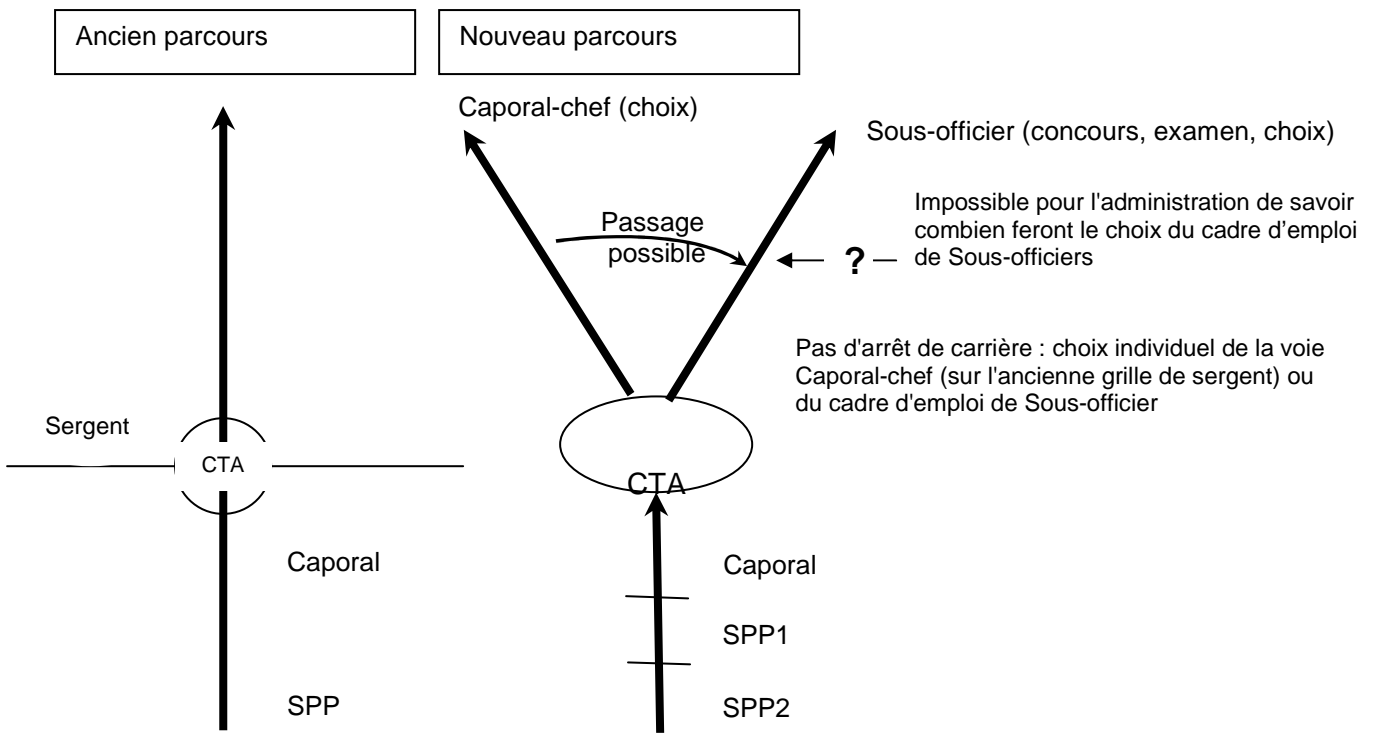 Ancien parcours
Nouveau parcours
Caporal-chef (choix)
Sous-officier (concours, examen, choix)
Passage
possible
Impossible pour l'administration de savoir
combien feront le choix du cadre d’emploi
de Sous-officiers
?
Pas d'arrêt de carrière : choix individuel de la voie
Caporal-chef (sur l'ancienne grille de sergent) ou
du cadre d'emploi de Sous-officier
Sergent
CTA
CTA
Caporal
Caporal
SPP1
SPP
SPP2